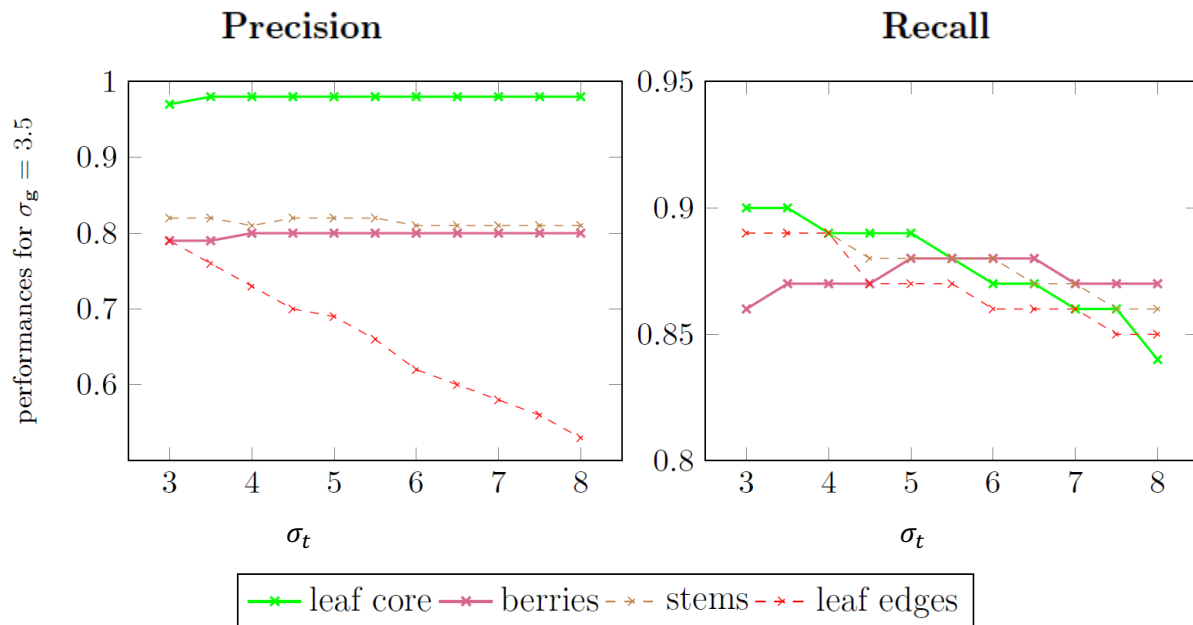 Precision
Recall
performances for σg = 3.5
1
0.9
0.8
0.7
0.6
3 4 5 6 7 8
σt
0.95
0.9
0.85
0.8
3 4 5 6 7 8
σt
leaf core berries stems leaf edges